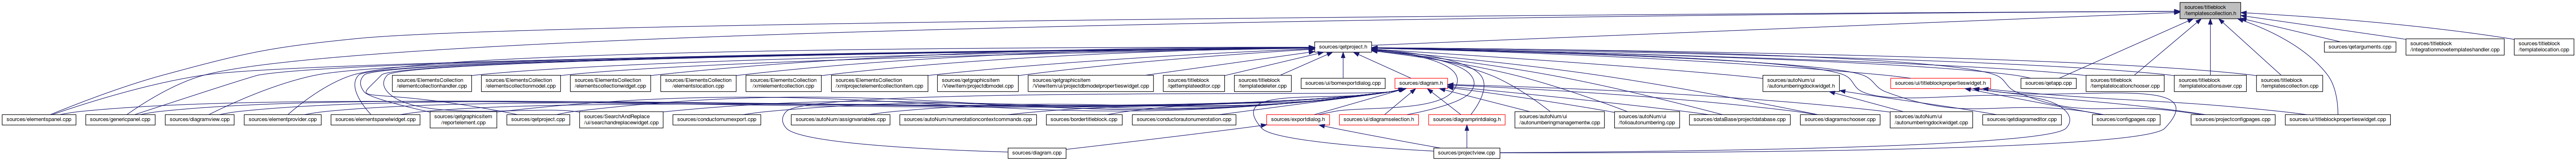 sources/titleblock
/templatescollection.h
sources/qetproject.h
sources/qetarguments.cpp
sources/titleblock
/integrationmovetemplateshandler.cpp
sources/titleblock
/templatelocation.cpp
sources/ElementsCollection
/elementcollectionhandler.cpp
sources/ElementsCollection
/elementscollectionmodel.cpp
sources/ElementsCollection
/elementscollectionwidget.cpp
sources/ElementsCollection
/elementslocation.cpp
sources/ElementsCollection
/xmlelementcollection.cpp
sources/ElementsCollection
/xmlprojectelementcollectionitem.cpp
sources/qetgraphicsitem
/ViewItem/projectdbmodel.cpp
sources/qetgraphicsitem
/ViewItem/ui/projectdbmodelpropertieswidget.cpp
sources/titleblock
/qettemplateeditor.cpp
sources/titleblock
/templatedeleter.cpp
sources/ui/bomexportdialog.cpp
sources/diagram.h
sources/autoNum/ui
/autonumberingdockwidget.h
sources/ui/titleblockpropertieswidget.h
sources/qetapp.cpp
sources/titleblock
/templatelocationchooser.cpp
sources/titleblock
/templatelocationsaver.cpp
sources/titleblock
/templatescollection.cpp
sources/elementspanel.cpp
sources/genericpanel.cpp
sources/diagramview.cpp
sources/elementprovider.cpp
sources/elementspanelwidget.cpp
sources/qetgraphicsitem
/reportelement.cpp
sources/qetproject.cpp
sources/SearchAndReplace
/ui/searchandreplacewidget.cpp
sources/conductornumexport.cpp
sources/autoNum/assignvariables.cpp
sources/autoNum/numerotationcontextcommands.cpp
sources/bordertitleblock.cpp
sources/conductorautonumerotation.cpp
sources/exportdialog.h
sources/ui/diagramselection.h
sources/diagramprintdialog.h
sources/autoNum/ui
/autonumberingmanagementw.cpp
sources/autoNum/ui
/folioautonumbering.cpp
sources/dataBase/projectdatabase.cpp
sources/diagramschooser.cpp
sources/autoNum/ui
/autonumberingdockwidget.cpp
sources/qetdiagrameditor.cpp
sources/configpages.cpp
sources/projectconfigpages.cpp
sources/ui/titleblockpropertieswidget.cpp
sources/diagram.cpp
sources/projectview.cpp